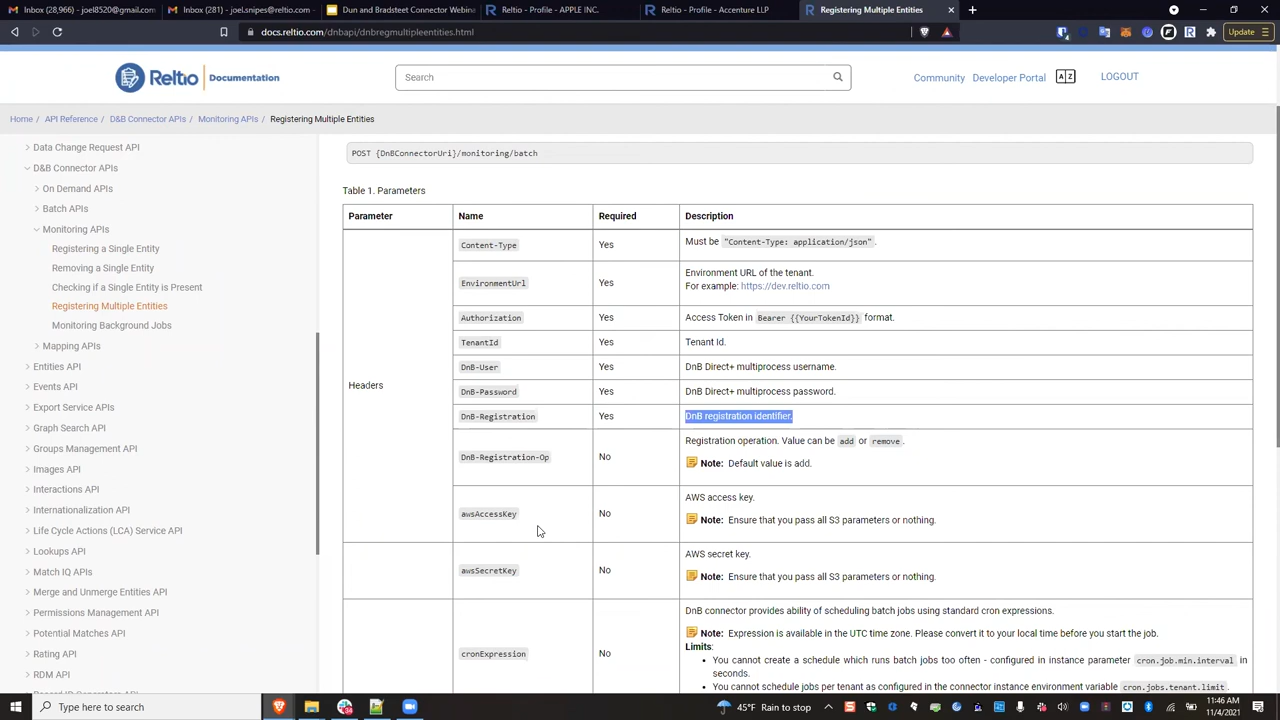 Inbox (28,966) - joel8520@gmail.com
Inbox (281) - joel.snipes@reltio.com
Dun and Bradsteet Connector Webina
Reltio - Profile - APPLE INC.
Reltio - Profile - Accenture LLP
Registering Multiple Entities
docs.reltio.com/dnbapi/dnbregmultipleentities.html
Update
Reltio Documentation
Search
Community Developer Portal A Z LOGOUT
Home / API Reference / D&B Connector APIs / Monitoring APIs / Registering Multiple Entities
Data Change Request API
D&B Connector APIs
On Demand APIs
Batch APIs
Monitoring APIs
Registering a Single Entity
Removing a Single Entity
Checking if a Single Entity is Present
Registering Multiple Entities
Monitoring Background Jobs
Mapping APIs
Entities API
Events API
Export Service APIs
Graph Search API
Groups Management API
Images API
Interactions API
Internationalization API
Life Cycle Actions (LCA) Service API
Lookups API
Match IQ APIs
Merge and Unmerge Entities API
Permissions Management API
Potential Matches API
Rating API
RDM API
POST {DnBConnectorUri}/monitoring/batch
Table 1. Parameters
Parameter Name Required Description
Headers
Content-Type Yes Must be "Content-Type: application/json".
EnvironmentUrl Yes Environment URL of the tenant.
For example: https://dev.reltio.com
Authorization Yes Access Token in Bearer {{YourTokenId}} format.
TenantId Yes Tenant Id.
DnB-User Yes DnB Direct+ multiprocess username.
DnB-Password Yes DnB Direct+ multiprocess password.
DnB-Registration Yes DnB registration identifier.
DnB-Registration-Op No Registration operation. Value can be add or remove.
Note: Default value is add.
awsAccessKey No AWS access key.
Note: Ensure that you pass all S3 parameters or nothing.
awsSecretKey No AWS secret key.
Note: Ensure that you pass all S3 parameters or nothing.
cronExpression No DnB connector provides ability of scheduling batch jobs using standard cron expressions.
Note: Expression is available in the UTC time zone. Please convert it to your local time before you start the job.
Limits:
You cannot create a schedule which runs batch jobs too often - configured in instance parameter cron.job.min.interval in
seconds.
You cannot schedule jobs per tenant as configured in the connector instance environment variable cron.jobs.tenant.limit.
Type here to search
45°F Rain to stop
11:46 AM
11/4/2021